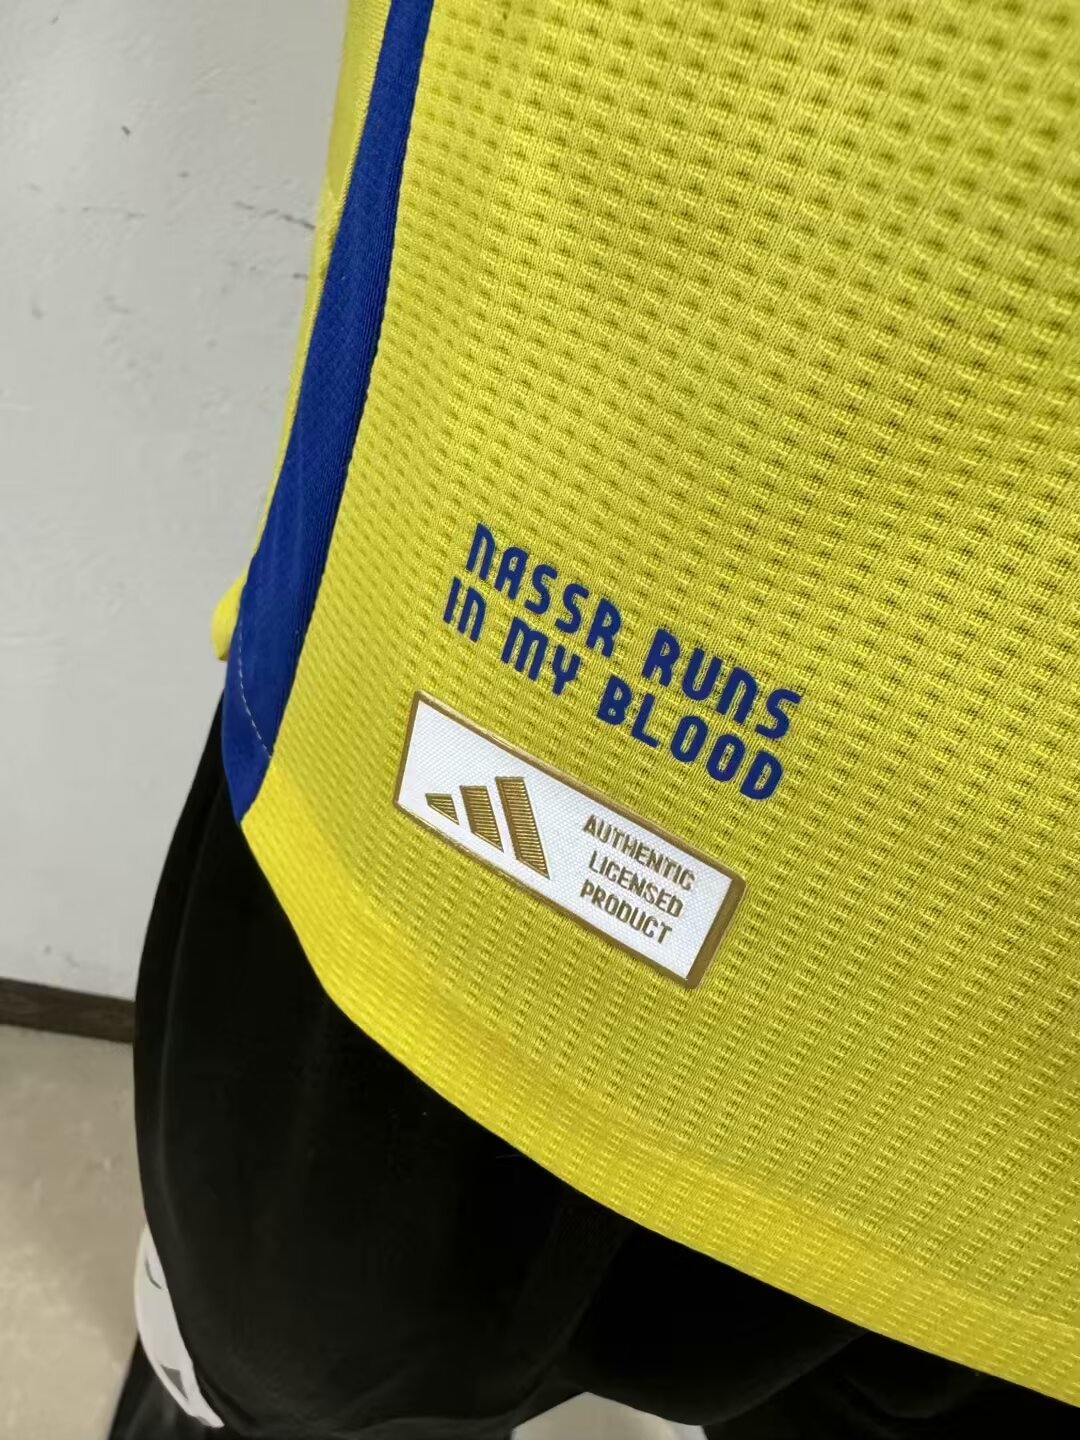 NASSR RUNS
IN MY BLOOD
AUTHENTIC
LICENSED
PRODUCT